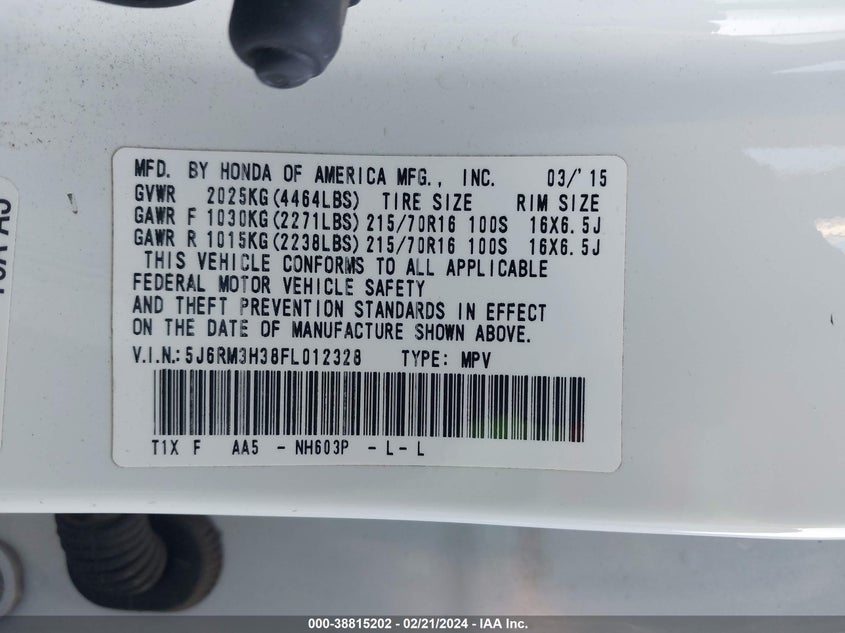 MFD. BY HONDA OF AMERICA MFG., INC. 03/'15
GVWR 2025KG(4464LBS) TIRE SIZE RIM SIZE
GAWR F 1030KG(2271LBS) 215/70R16 100S 16X6.5J
GAWR R 1015KG(2238LBS) 215/70R16 100S 16X6.5J
THIS VEHICLE CONFORMS TO ALL APPLICABLE
FEDERAL MOTOR VEHICLE SAFETY
AND THEFT PREVENTION STANDARDS IN EFFECT
ON THE DATE OF MANUFACTURE SHOWN ABOVE.
V.I.N.:5J6RM3H38FL012328 TYPE: MPV
T1X F AA5 - NH603P - L- L
000-38815202 - 02/21/2024 - IAA Inc.